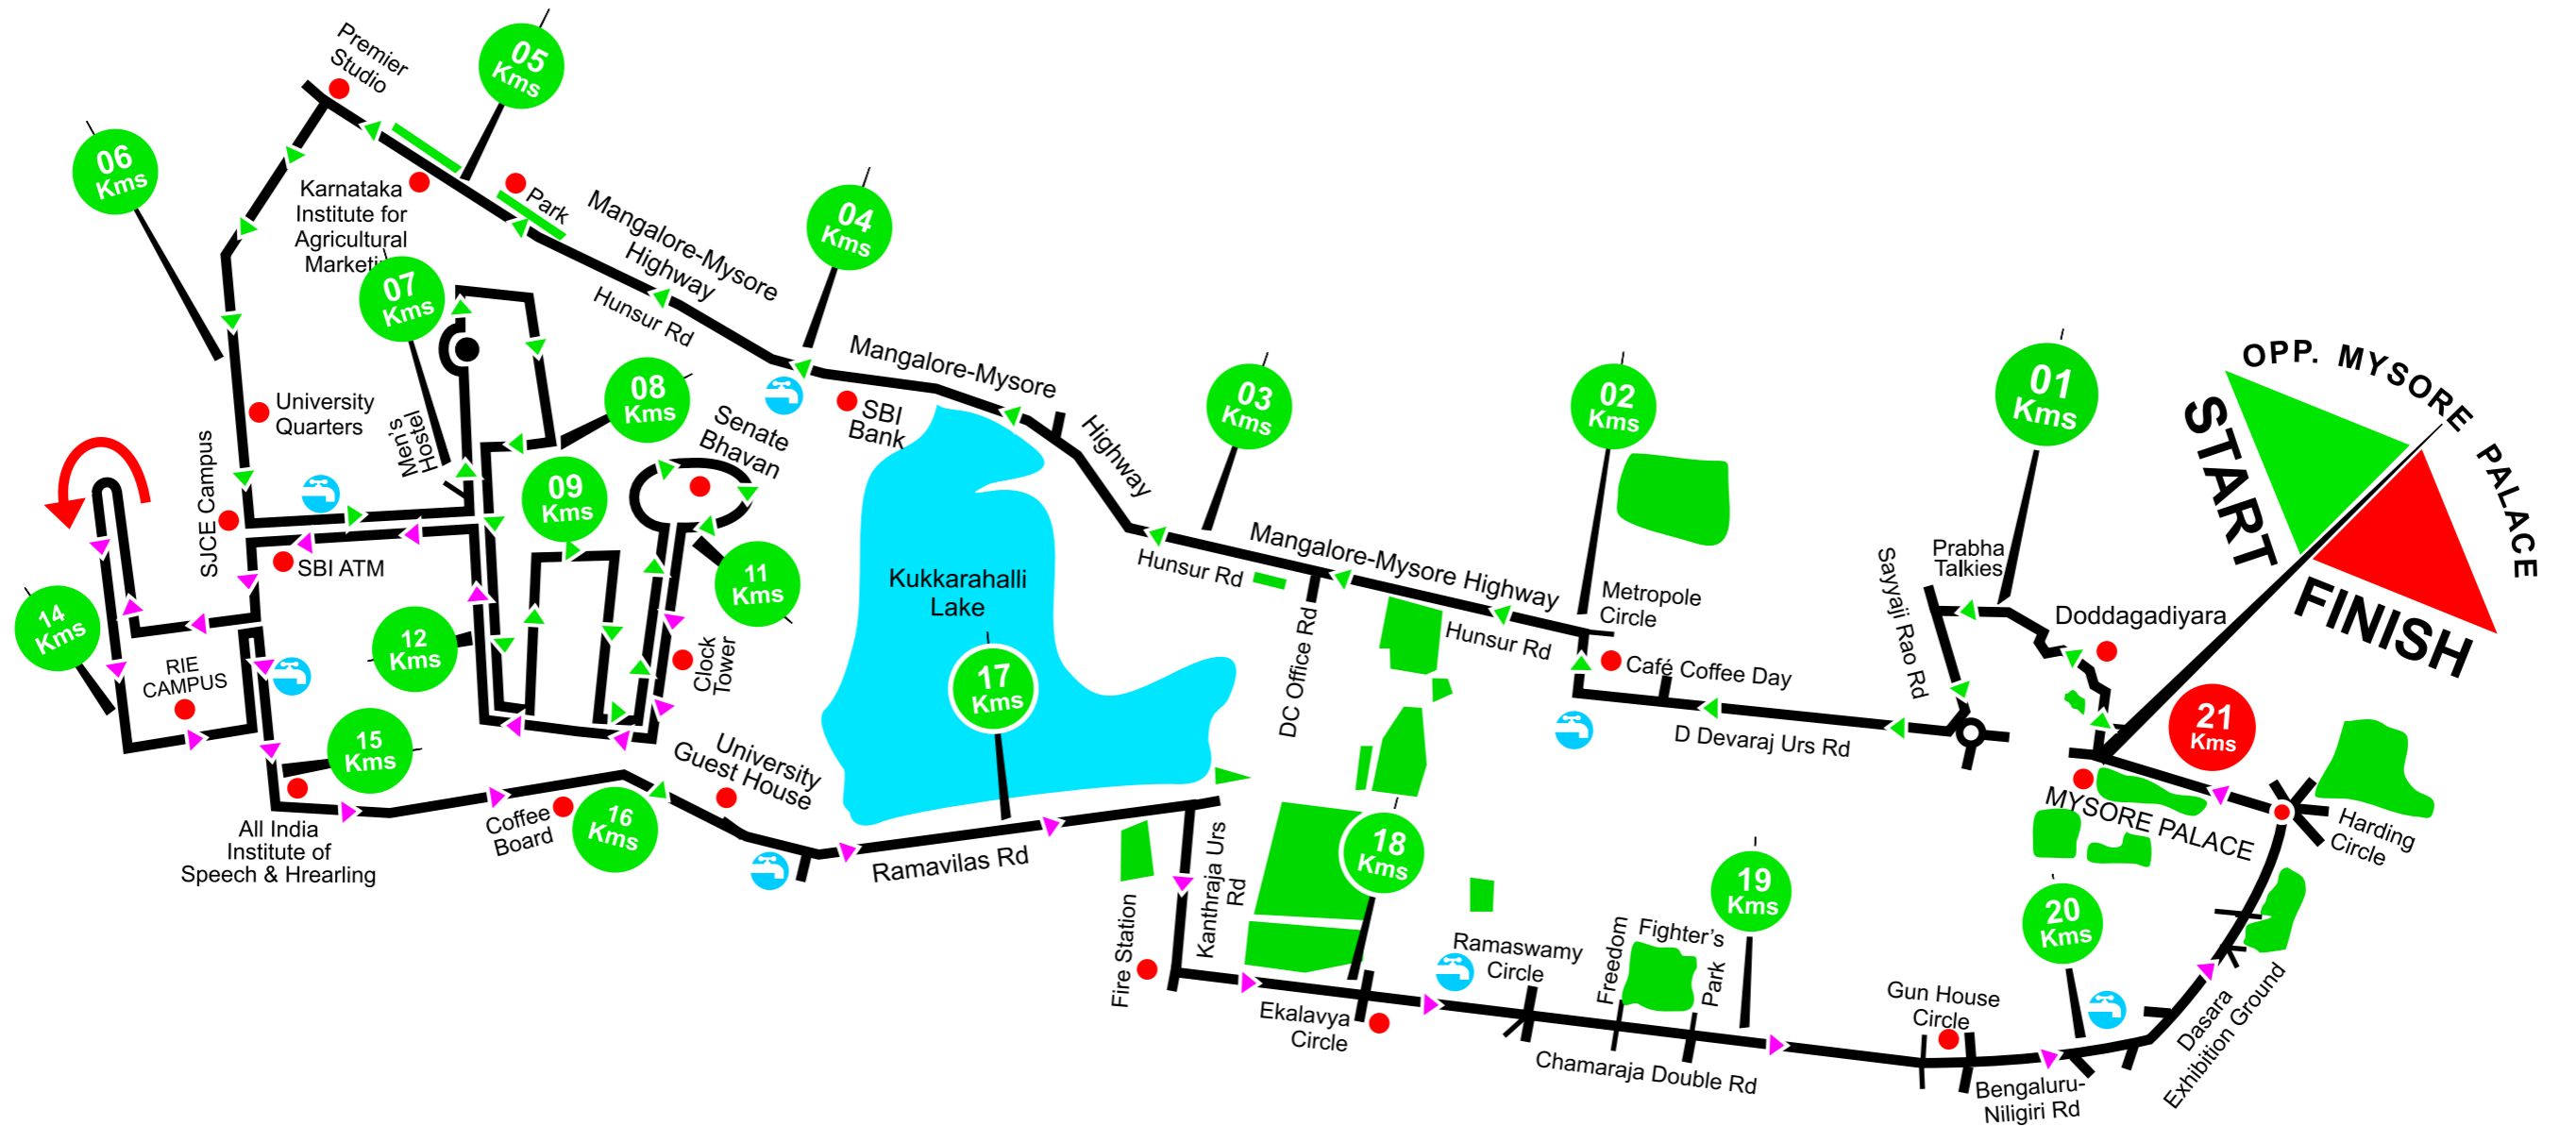 OPP. MYSORE PALACE
START
FINISH
01
Kms
Prabha
Talkies
Doddagadiyara
Sayyaji Rao Rd
D Devaraj Urs Rd
02
Kms
Metropole
Circle
Café Coffee Day
Mangalore-Mysore Highway
Hunsur Rd
DC Office Rd
03
Kms
Hunsur Rd
Mangalore-Mysore
Highway
SBI
Bank
04
Kms
Mangalore-Mysore
Highway
Hunsur Rd
Park
05
Kms
Karnataka
Institute for
Agricultural
Marketi
Premier
Studio
06
Kms
University
Quarters
SJCE Campus
07
Kms
Men's
Hostel
08
Kms
09
Kms
Senate
Bhavan
11
Kms
Clock
Tower
12
Kms
SBI ATM
14
Kms
RIE
CAMPUS
15
Kms
All India
Institute of
Speech & Hrearling
Coffee
Board
16
Kms
University
Guest House
Kukkarahalli
Lake
17
Kms
Ramavilas Rd
Kanthraja Urs
Rd
Fire Station
18
Kms
Ekalavya
Circle
Ramaswamy
Circle
Freedom
Fighter's
Park
19
Kms
Chamaraja Double Rd
Gun House
Circle
20
Kms
Bengaluru-
Niligiri Rd
Dasara
Exhibition Ground
Harding
Circle
21
Kms
MYSORE PALACE